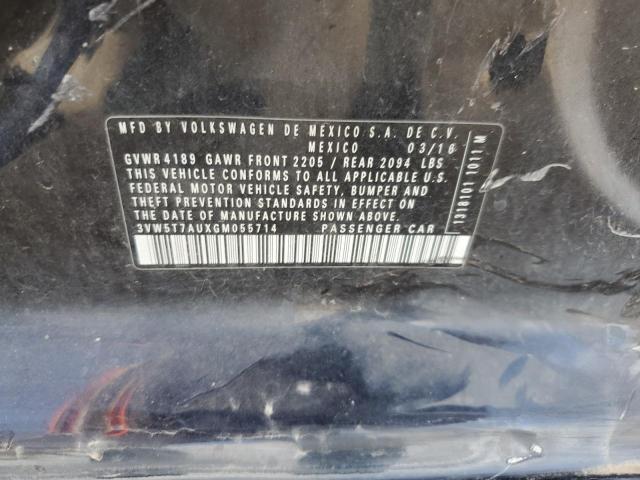 MFD BY VOLKSWAGEN DE MEXICO S.A. DE C.V.
MEXICO 03/16
GVWR 4189 GAWR FRONT 2205 / REAR 2094 LBS
THIS VEHICLE CONFORMS TO ALL APPLICABLE U.S.
FEDERAL MOTOR VEHICLE SAFETY, BUMPER AND
THEFT PREVENTION STANDARDS IN EFFECT ON
THE DATE OF MANUFACTURE SHOWN ABOVE.
3VW5T7AUXGM055714 PASSENGER CAR
1318101 1011 M